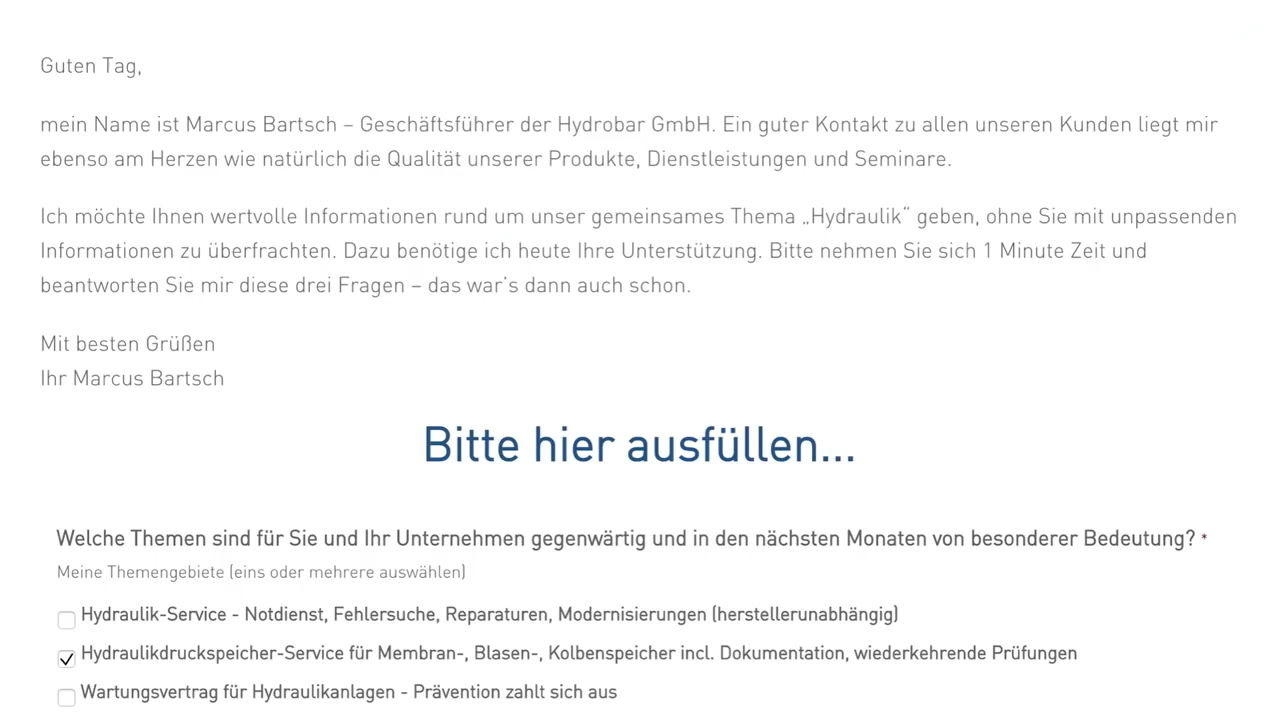 Guten Tag,
mein Name ist Marcus Bartsch – Geschäftsführer der Hydrobar GmbH. Ein guter Kontakt zu allen unseren Kunden liegt mir
ebenso am Herzen wie natürlich die Qualität unserer Produkte, Dienstleistungen und Seminare.
Ich möchte Ihnen wertvolle Informationen rund um unser gemeinsames Thema „Hydraulik“ geben, ohne Sie mit unpassenden
Informationen zu überfrachten. Dazu benötige ich heute Ihre Unterstützung. Bitte nehmen Sie sich 1 Minute Zeit und
beantworten Sie mir diese drei Fragen – das war's dann auch schon.
Mit besten Grüßen
Ihr Marcus Bartsch
Bitte hier ausfüllen...
Welche Themen sind für Sie und Ihr Unternehmen gegenwärtig und in den nächsten Monaten von besonderer Bedeutung? *
Meine Themengebiete (eins oder mehrere auswählen)
Hydraulik-Service - Notdienst, Fehlersuche, Reparaturen, Modernisierungen (herstellerunabhängig)
Hydraulikdruckspeicher-Service für Membran-, Blasen-, Kolbenspeicher incl. Dokumentation, wiederkehrende Prüfungen
Wartungsvertrag für Hydraulikanlagen - Prävention zahlt sich aus